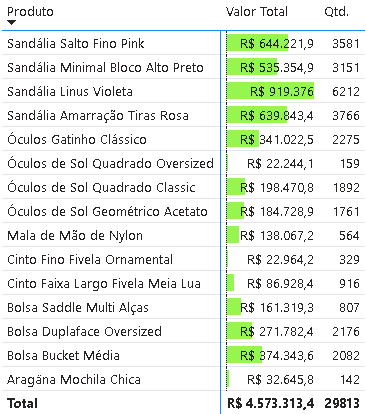 Produto Valor Total Qtd.
Sandália Salto Fino Pink R$ 644.221,9 3581
Sandália Minimal Bloco Alto Preto R$ 535.354,9 3151
Sandália Linus Violeta R$ 919.376 6212
Sandália Amarração Tiras Rosa R$ 639.843,4 3766
Óculos Gatinho Clássico R$ 341.022,5 2275
Óculos de Sol Quadrado Oversized R$ 22.244,1 159
Óculos de Sol Quadrado Classic R$ 198.470,8 1892
Óculos de Sol Geométrico Acetato R$ 184.728,9 1761
Mala de Mão de Nylon R$ 138.067,2 564
Cinto Fino Fivela Ornamental R$ 22.964,2 329
Cinto Faixa Largo Fivela Meia Lua R$ 86.928,4 916
Bolsa Saddle Multi Alças R$ 161.319,3 807
Bolsa Duplaface Oversized R$ 271.782,4 2176
Bolsa Bucket Média R$ 374.343,6 2082
Aragäna Mochila Chica R$ 32.645,8 142
Total R$ 4.573.313,4 29813